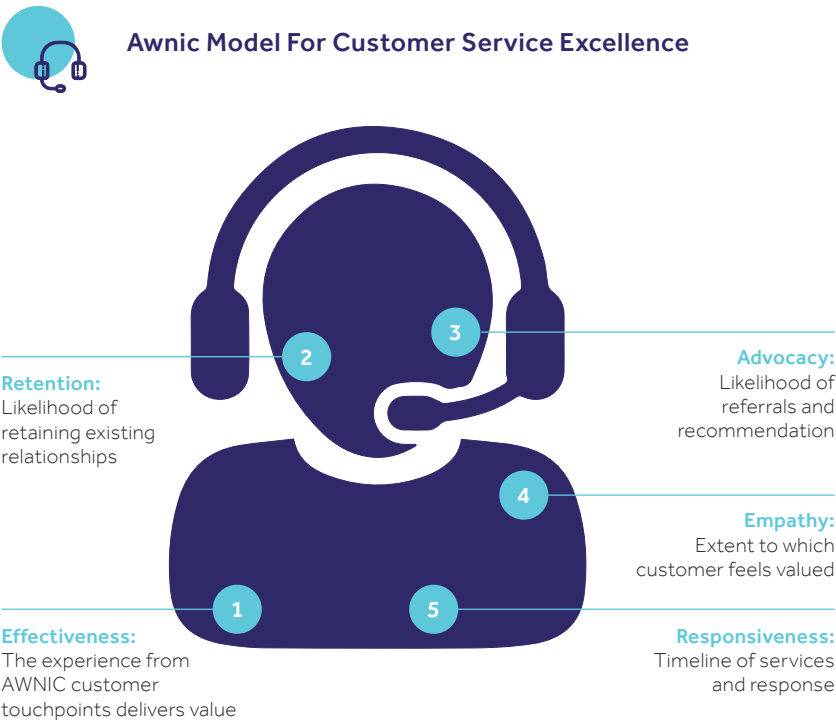 Awnic Model For Customer Service Excellence
3
2
Advocacy:
Likelihood of
referrals and
recommendation
Retention:
Likelihood of
retaining existing
relationships
4
Empathy:
Extent to which
customer feels valued
1
5
Effectiveness:
The experience from
AWNIC customer
touchpoints delivers value
Responsiveness:
Timeline of services
and response